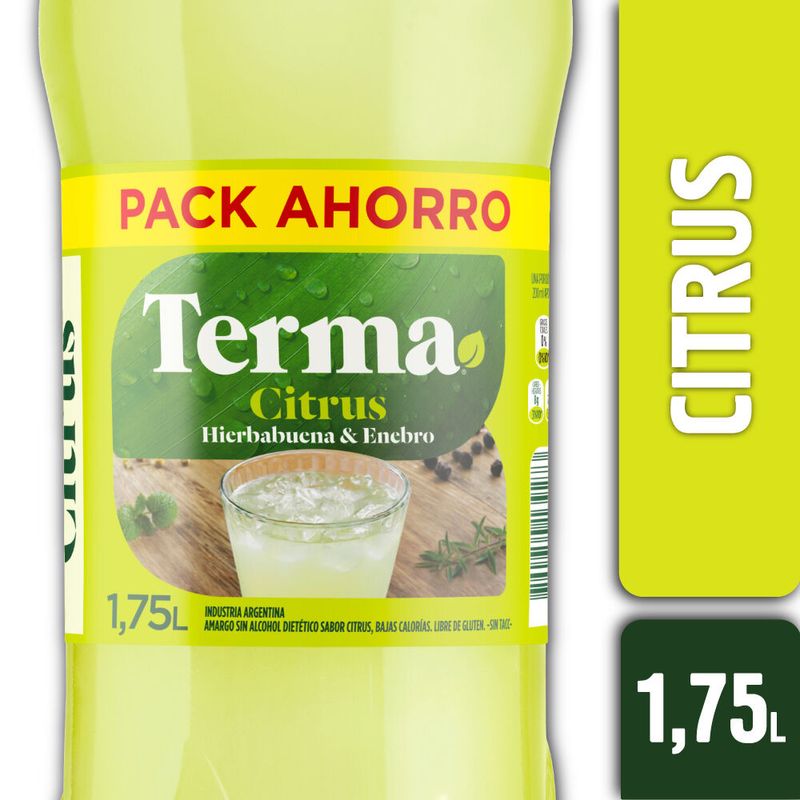 PACK AHORRO
Terma
Citrus
Hierbabuena & Enebro
Citrus
1,75L
INDUSTRIA ARGENTINA
AMARGO SIN ALCOHOL DIETÉTICO SABOR CITRUS, BAJAS CALORÍAS. LIBRE DE GLUTEN. -SIN TACC-
CITRUS
1,75L